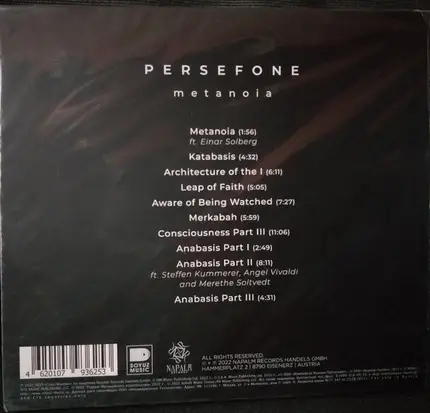 PERSEFONE
metanoia
Metanoia (1:56)
ft. Einar Solberg
Katabasis (4:32)
Architecture of the I (6:11)
Leap of Faith (5:05)
Aware of Being Watched (7:27)
Merkabah (5:59)
Consciousness Part III (11:06)
Anabasis Part I (2:49)
Anabasis Part II (8:11)
ft. Steffen Kummerer, Angel Vivaldi
and Merethe Soltvedt
Anabasis Part III (4:31)
4 620107 936253
SOYUZ
MUSIC
NAPALM
ALL RIGHTS RESERVED.
℗ + © 2022 NAPALM RECORDS HANDELS GMBH
HAMMERPLATZ 2 | 8790 EISENERZ | AUSTRIA